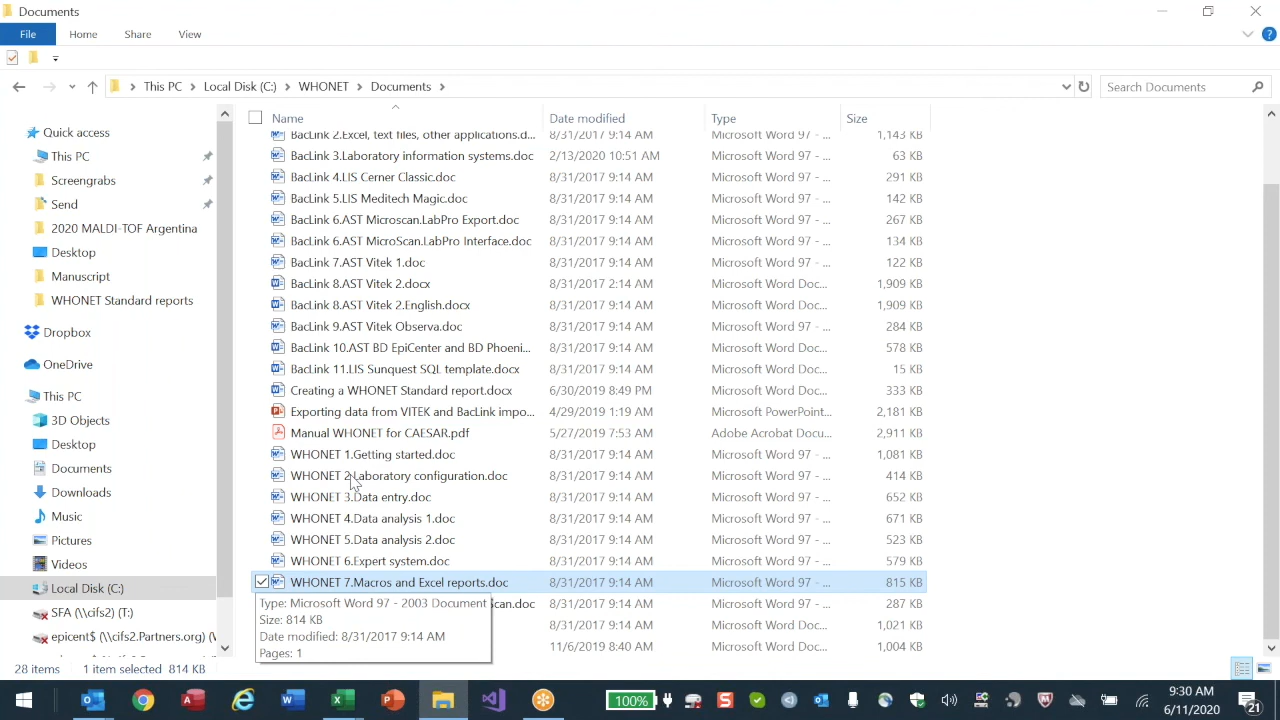 Documents
File Home Share View
This PC Local Disk (C:) WHONET Documents Search Documents
Name Date modified Type Size
BacLink 2.Excel, text files, other applications.d... 8/31/2017 9:14 AM Microsoft Word 97 - ... 1,143 KB
BacLink 3.Laboratory information systems.doc 2/13/2020 10:51 AM Microsoft Word 97 - ... 63 KB
BacLink 4.LIS Cerner Classic.doc 8/31/2017 9:14 AM Microsoft Word 97 - ... 291 KB
BacLink 5.LIS Meditech Magic.doc 8/31/2017 9:14 AM Microsoft Word 97 - ... 142 KB
BacLink 6.AST Microscan.LabPro Export.doc 8/31/2017 9:14 AM Microsoft Word 97 - ... 267 KB
BacLink 6.AST MicroScan.LabPro Interface.doc 8/31/2017 9:14 AM Microsoft Word 97 - ... 134 KB
BacLink 7.AST Vitek 1.doc 8/31/2017 9:14 AM Microsoft Word 97 - ... 122 KB
BacLink 8.AST Vitek 2.docx 8/31/2017 2:14 AM Microsoft Word Doc... 1,909 KB
BacLink 8.AST Vitek 2.English.docx 8/31/2017 9:14 AM Microsoft Word Doc... 1,909 KB
BacLink 9.AST Vitek Observa.doc 8/31/2017 9:14 AM Microsoft Word 97 - ... 284 KB
BacLink 10.AST BD EpiCenter and BD Phoeni... 8/31/2017 9:14 AM Microsoft Word Doc... 578 KB
BacLink 11.LIS Sunquest SQL template.docx 8/31/2017 9:14 AM Microsoft Word Doc... 15 KB
Creating a WHONET Standard report.docx 6/30/2019 8:49 PM Microsoft Word Doc... 333 KB
Exporting data from VITEK and BacLink impo... 4/29/2019 1:19 AM Microsoft PowerPoint... 2,181 KB
Manual WHONET for CAESAR.pdf 5/27/2019 7:53 AM Adobe Acrobat Docu... 2,911 KB
WHONET 1.Getting started.doc 8/31/2017 9:14 AM Microsoft Word 97 - ... 1,081 KB
WHONET 2.Laboratory configuration.doc 8/31/2017 9:14 AM Microsoft Word 97 - ... 414 KB
WHONET 3.Data entry.doc 8/31/2017 9:14 AM Microsoft Word 97 - ... 652 KB
WHONET 4.Data analysis 1.doc 8/31/2017 9:14 AM Microsoft Word 97 - ... 671 KB
WHONET 5.Data analysis 2.doc 8/31/2017 9:14 AM Microsoft Word 97 - ... 523 KB
WHONET 6.Expert system.doc 8/31/2017 9:14 AM Microsoft Word 97 - ... 579 KB
WHONET 7.Macros and Excel reports.doc 8/31/2017 9:14 AM Microsoft Word 97 - ... 815 KB
Scan.doc 8/31/2017 9:14 AM Microsoft Word 97 - ... 287 KB
8/31/2017 9:14 AM Microsoft Word 97 - ... 1,021 KB
11/6/2019 8:40 AM Microsoft Word 97 - ... 1,004 KB
Type: Microsoft Word 97 - 2003 Document
Size: 814 KB
Date modified: 8/31/2017 9:14 AM
Pages: 1
Quick access
This PC
Screengrabs
Send
2020 MALDI-TOF Argentina
Desktop
Manuscript
WHONET Standard reports
Dropbox
OneDrive
This PC
3D Objects
Desktop
Documents
Downloads
Music
Pictures
Videos
Local Disk (C:)
SFA (\\cifs2) (T:)
epicent$ (\\cifs2.Partners.org) (
28 items 1 item selected 814 KB
100%
9:30 AM
6/11/2020
21